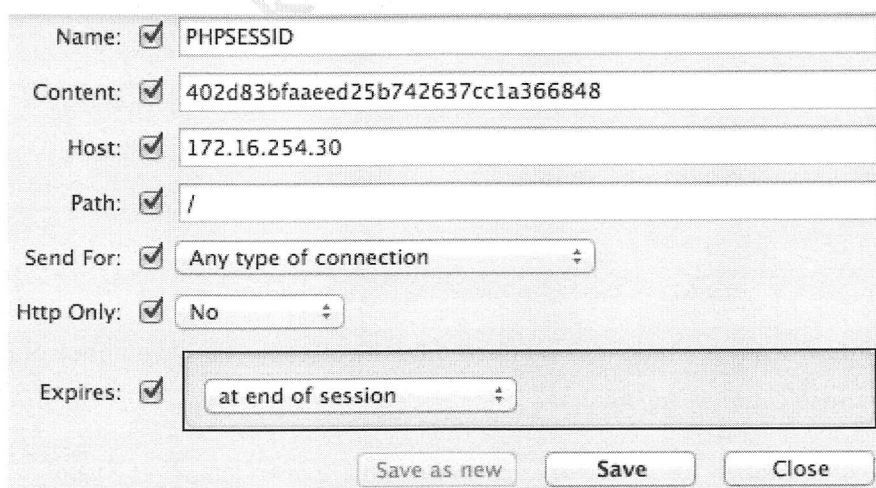 Name: PHPSESSID
Content: 402d83bfaaeed25b742637cc1a366848
Host: 172.16.254.30
Path: /
Send For: Any type of connection
Http Only: No
Expires: at end of session
Save as new Save Close